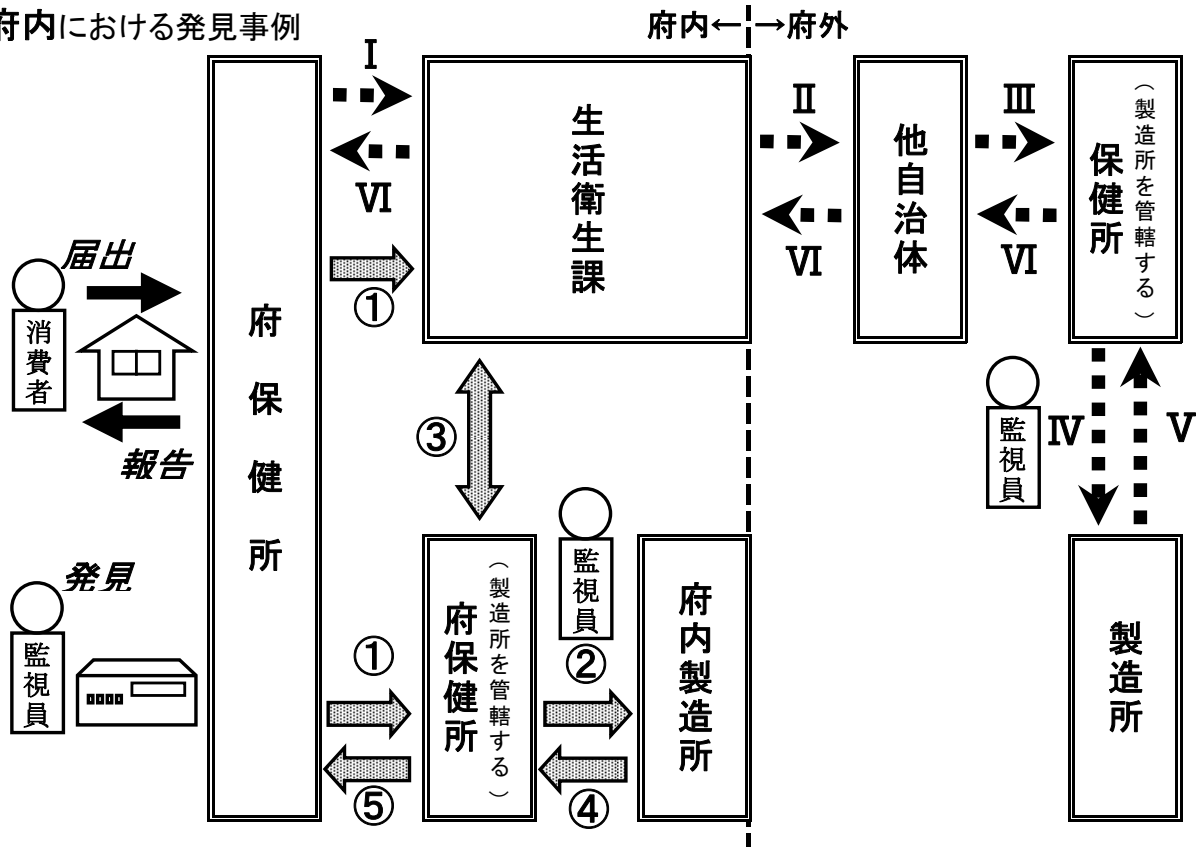 府内における発見事例
府内←→府外
Ⅰ
Ⅵ
①
生活衛生課
Ⅱ
Ⅵ
他自治体
Ⅲ
Ⅵ
保健所
(製造所を管轄する)
届出
消費者
報告
府保健所
③
監視員
Ⅳ
Ⅴ
発見
監視員
①
⑤
府保健所
(製造所を管轄する)
監視員
②
④
府内製造所
製造所